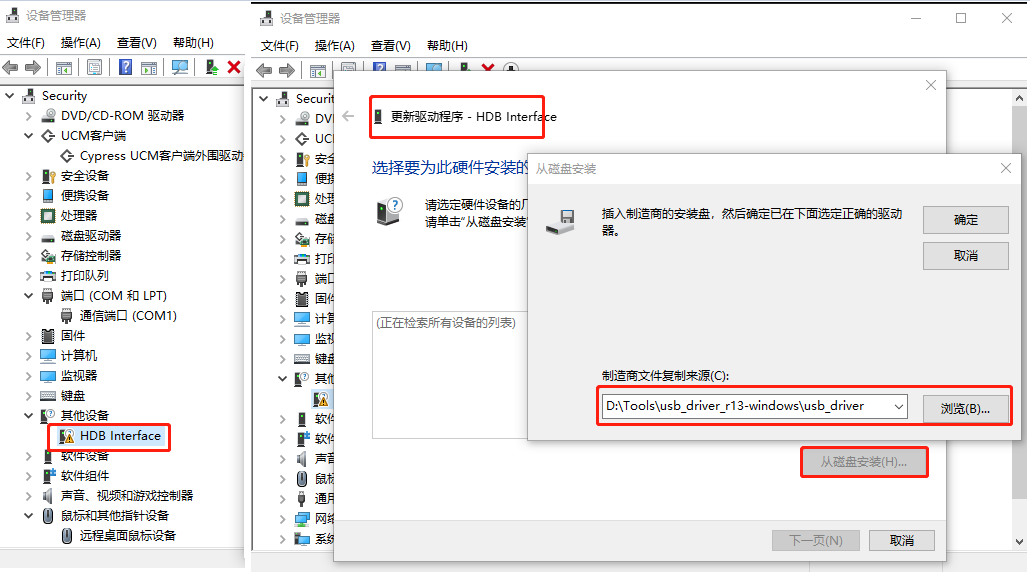 设备管理器
文件(F) 操作(A) 查看(V) 帮助(H)
Security
DVD/CD-ROM 驱动器
UCM客户端
Cypress UCM客户端外围驱动
安全设备
便携设备
处理器
磁盘驱动器
存储控制器
打印队列
端口 (COM 和 LPT)
通信端口 (COM1)
固件
计算机
监视器
键盘
其他设备
HDB Interface
软件设备
软件组件
声音、视频和游戏控制器
鼠标和其他指针设备
远程桌面鼠标设备
设备管理器
文件(F) 操作(A) 查看(V) 帮助(H)
Securit
DV
UC
安全
便携
处理
磁盘
存储
打印
端口
固件
计算
监视
键盘
其他
软件
软件
声音
鼠标
通用
网络
系统
更新驱动程序 - HDB Interface
选择要为此硬件安装的
请选定硬件设备的厂
请单击“从磁盘安装”
(正在检索所有设备的列表)
从磁盘安装(H)...
下一页(N)
取消
从磁盘安装
插入制造商的安装盘，然后确定已在下面选定正确的驱动
器。
确定
取消
制造商文件复制来源(C):
D:\Tools\usb_driver_r13-windows\usb_driver
浏览(B)...